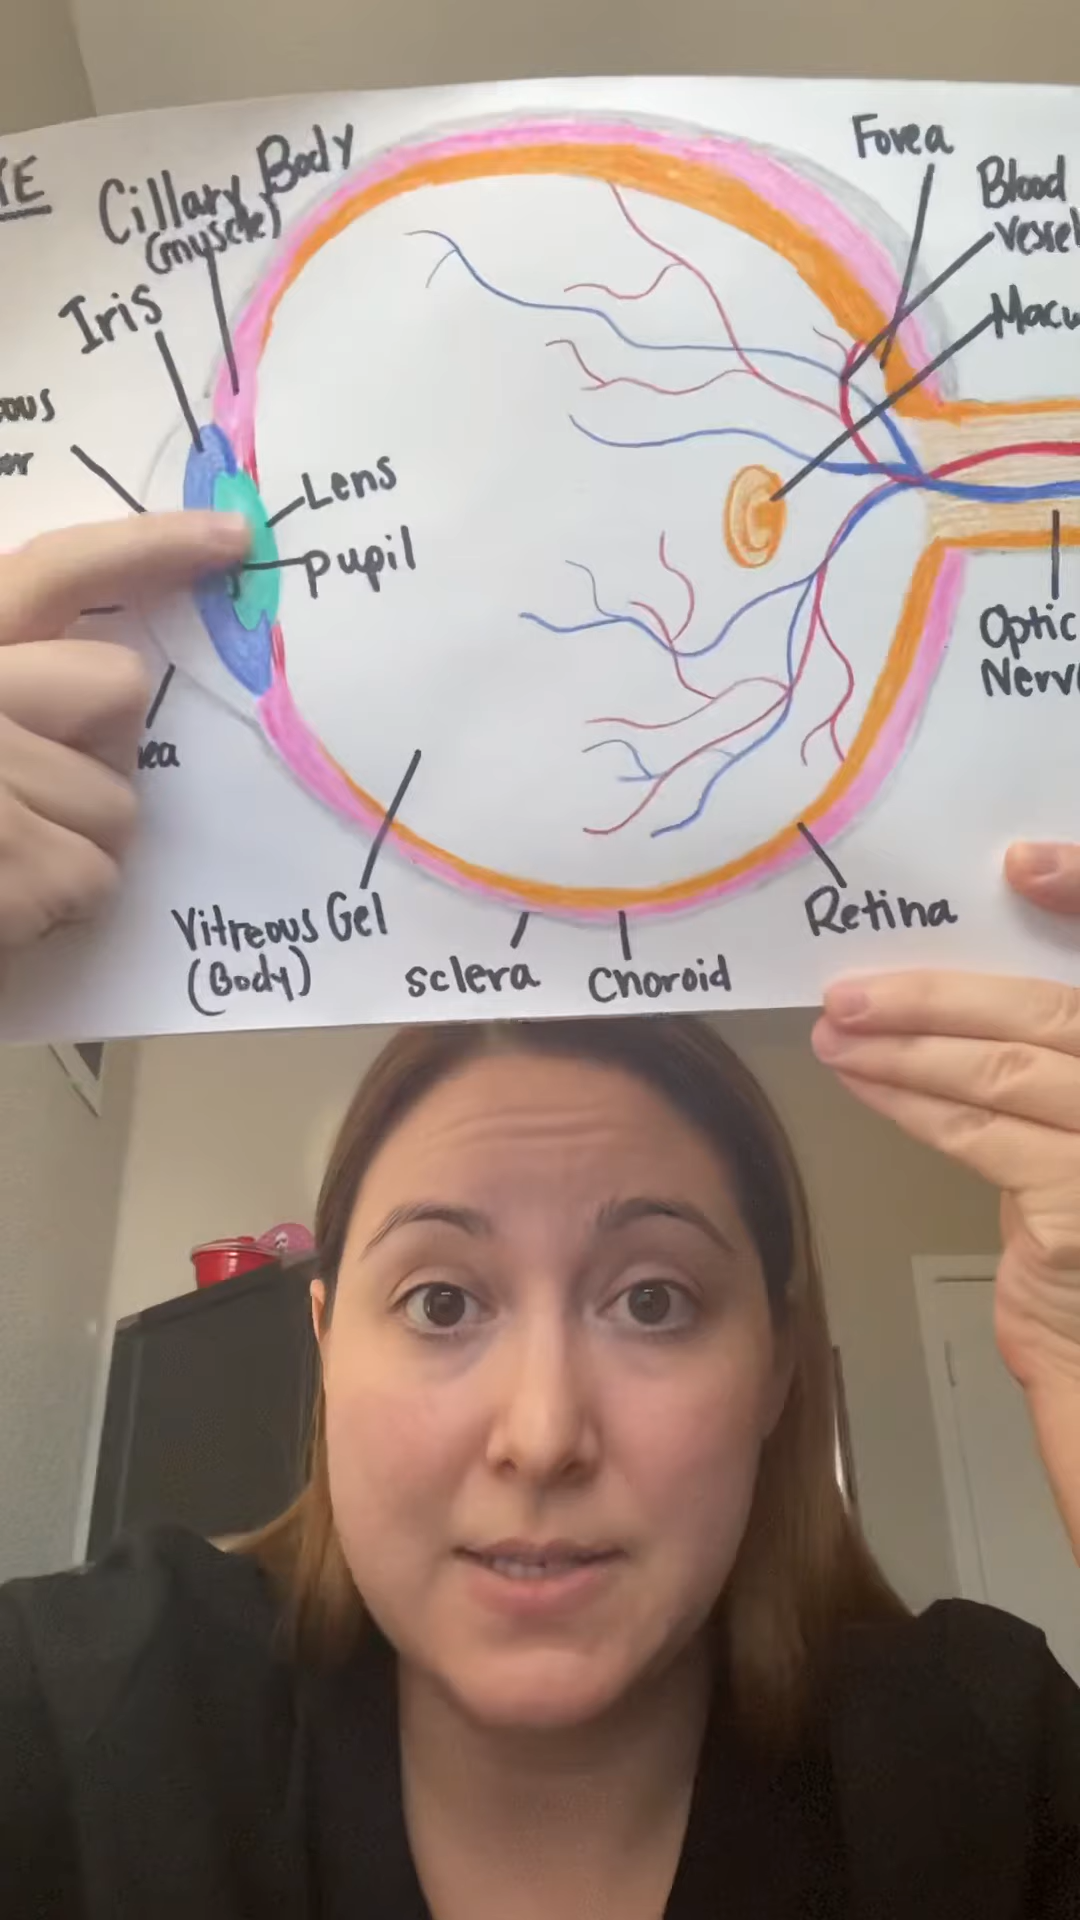 Cillary Body
(muscle)
Iris
Lens
pupil
Fovea
Blood
Optic
Retina
Vitreous Gel
(Body)
sclera
Choroid